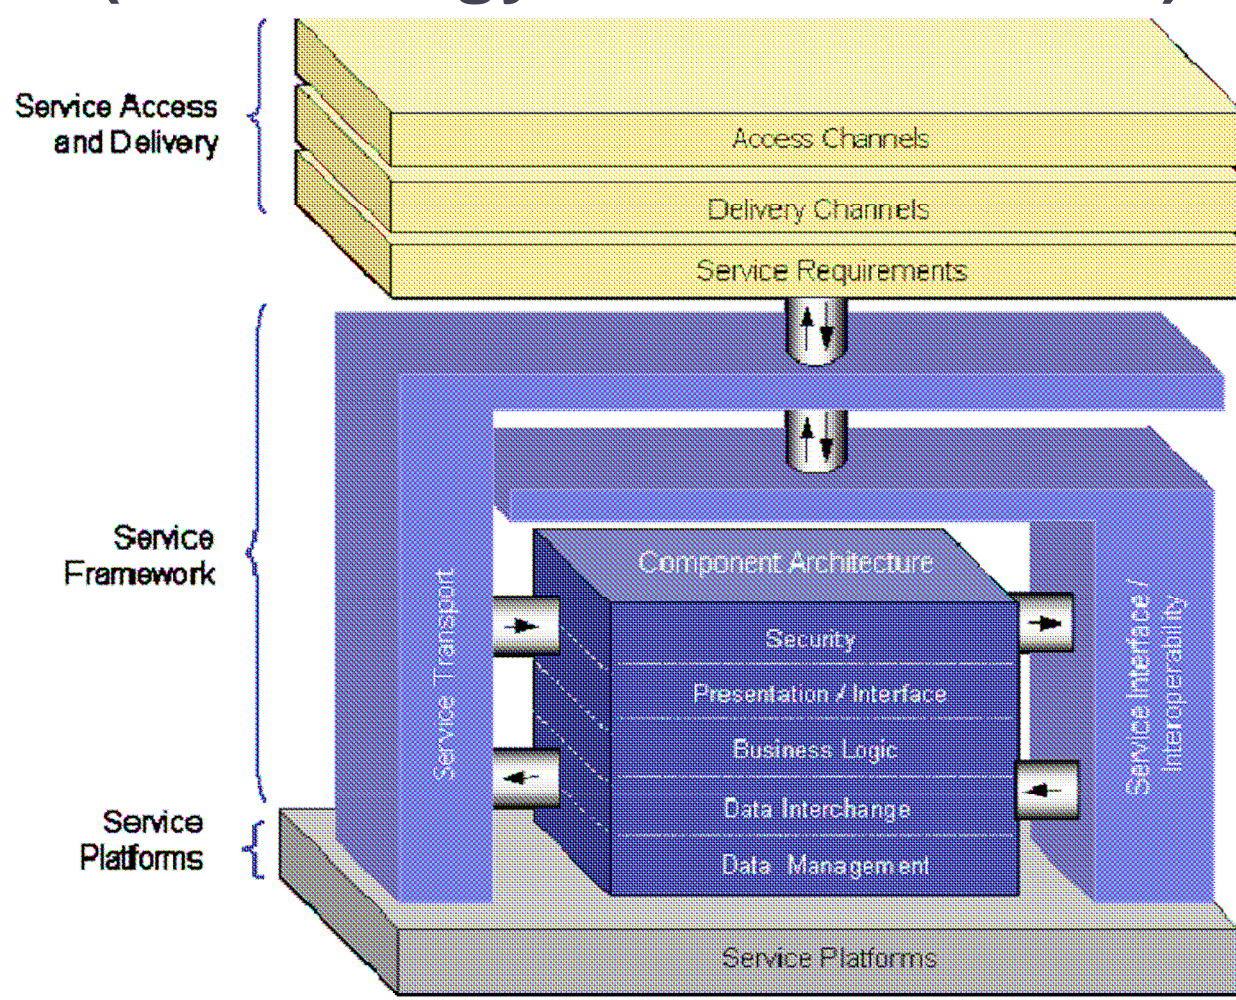 Service Access
and Delivery
Access Channels
Delivery Channels
Service Requirements
Service
Framework
Component Architecture
Security
Presentation / Interface
Business Logic
Data Interchange
Data Management
Service Transport
Service Interface /
Interoperability
Service
Platforms
Service Platforms